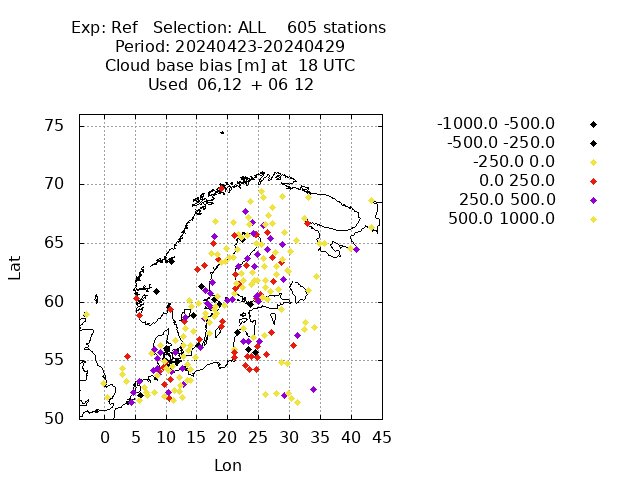 Exp: Ref   Selection: ALL    605 stations
Period: 20240423-20240429
Cloud base bias [m] at  18 UTC
Used  06,12  + 06 12
-1000.0 -500.0
-500.0 -250.0
-250.0 0.0
0.0 250.0
250.0 500.0
500.0 1000.0
75
70
65
60
55
50
Lat
0 5 10 15 20 25 30 35 40 45
Lon